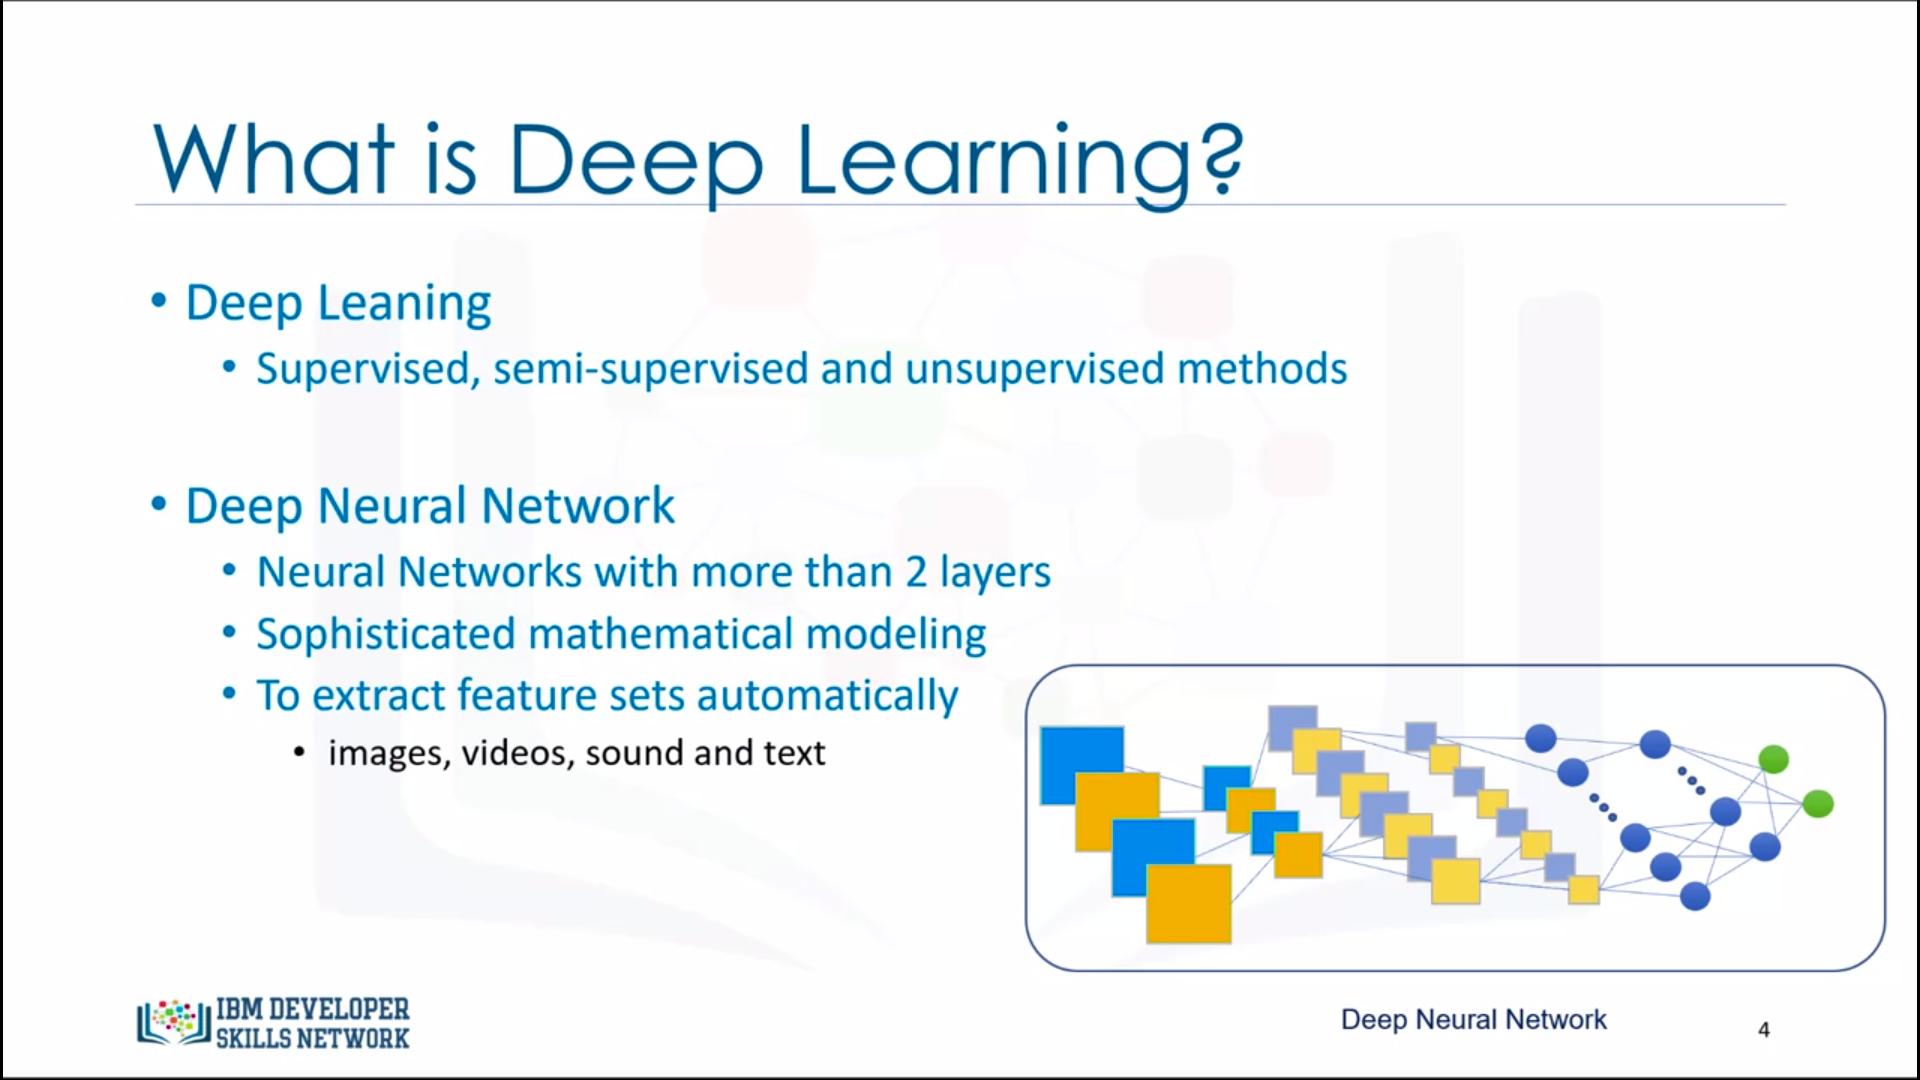 What is Deep Learning?
• Deep Leaning
• Supervised, semi-supervised and unsupervised methods
• Deep Neural Network
• Neural Networks with more than 2 layers
• Sophisticated mathematical modeling
• To extract feature sets automatically
• images, videos, sound and text
IBM DEVELOPER
SKILLS NETWORK
Deep Neural Network
4